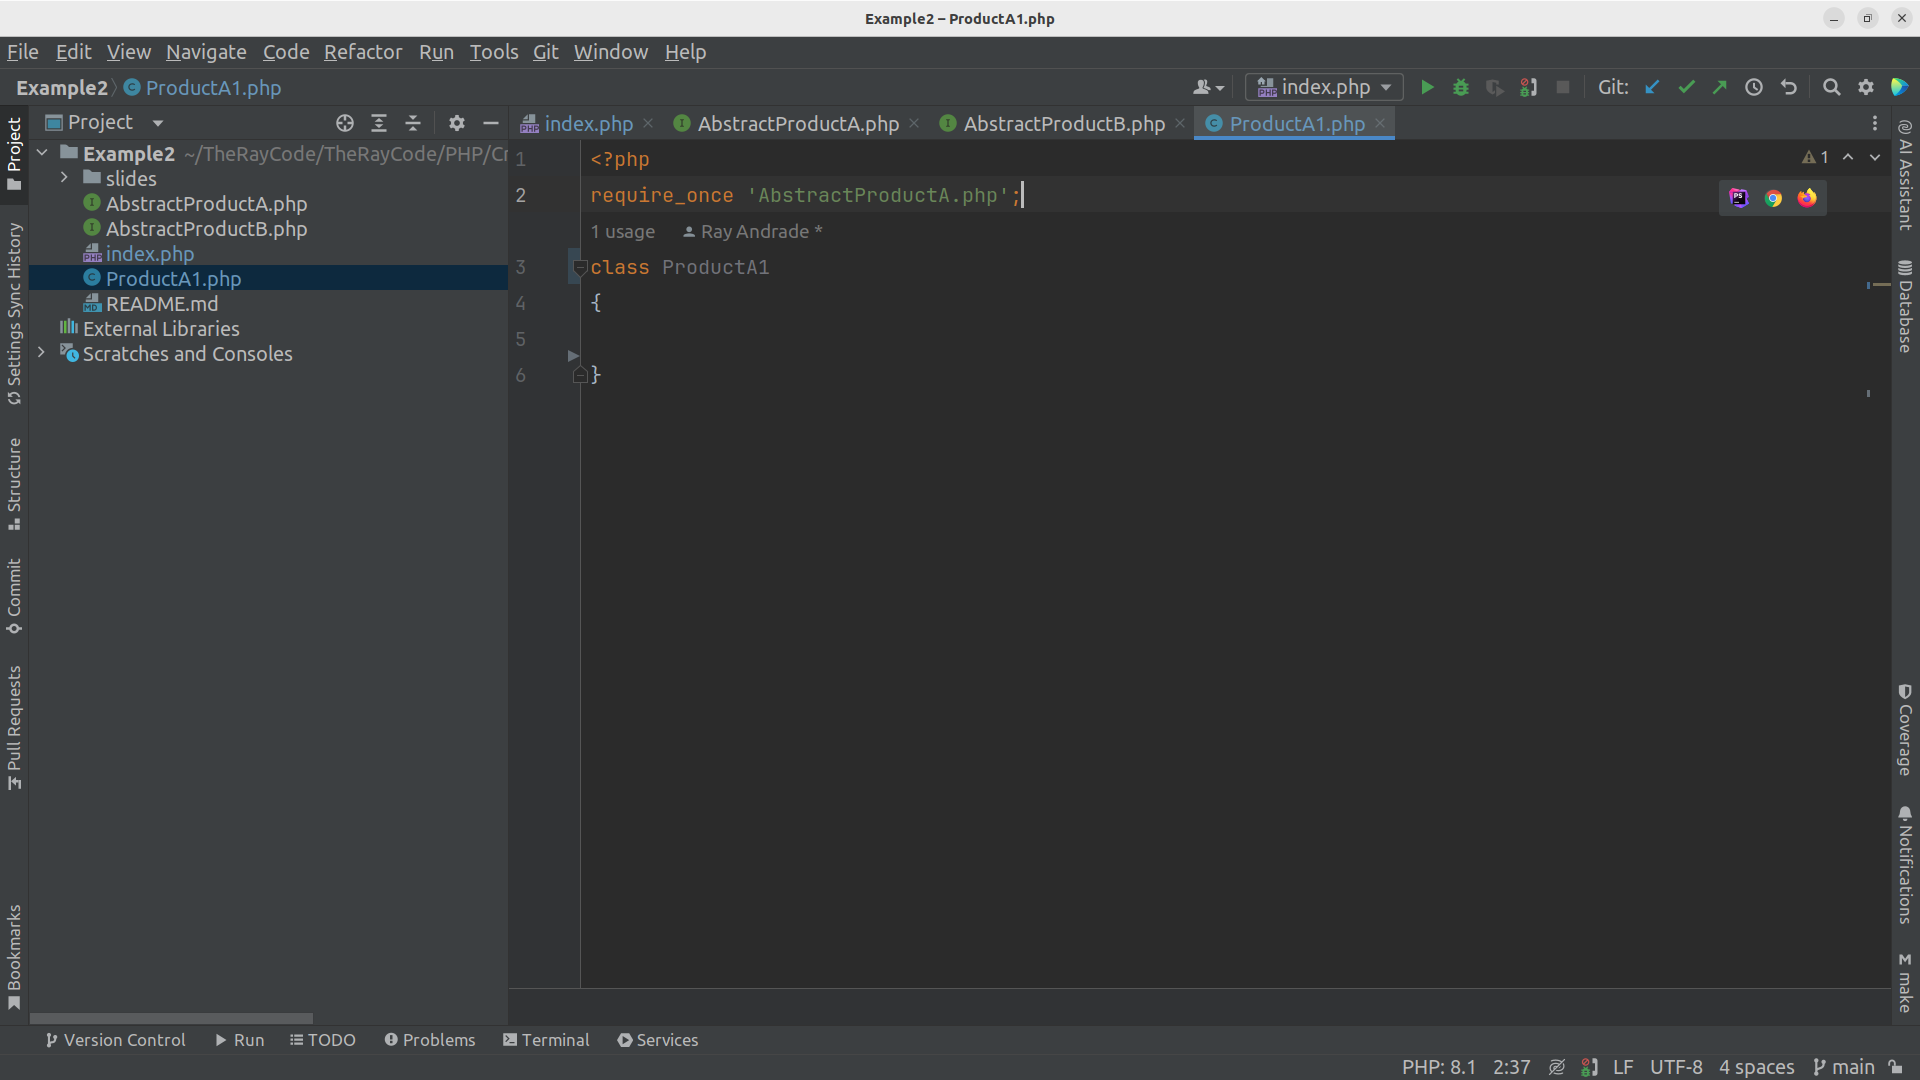 Example2 – ProductA1.php
File Edit View Navigate Code Refactor Run Tools Git Window Help
Example2 ProductA1.php
index.php
Git:
Project
index.php
AbstractProductA.php
AbstractProductB.php
ProductA1.php
Example2 ~/TheRayCode/TheRayCode/PHP/Cr
slides
AbstractProductA.php
AbstractProductB.php
index.php
ProductA1.php
README.md
External Libraries
Scratches and Consoles
1 <?php
2 require_once 'AbstractProductA.php';
1 usage Ray Andrade *
3 class ProductA1
4 {
5
6 }
1
Project
Settings Sync History
Structure
Commit
Pull Requests
Bookmarks
AI Assistant
Database
Coverage
Notifications
make
Version Control Run TODO Problems Terminal Services
PHP: 8.1 2:37 LF UTF-8 4 spaces main